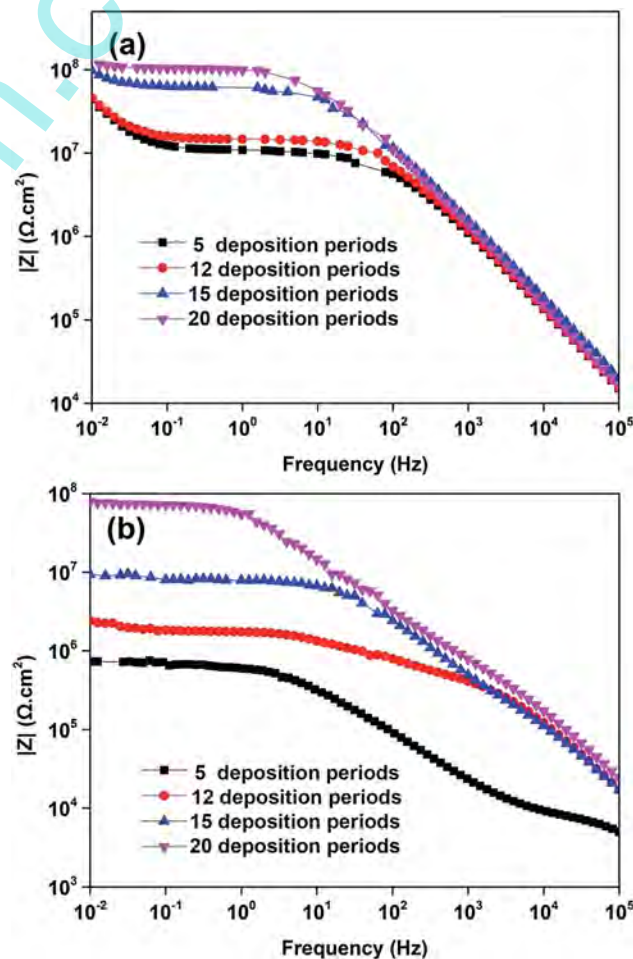 (a)
10^8
10^7
10^6
10^5
10^4
|Z| (Ω.cm^2)
5 deposition periods
12 deposition periods
15 deposition periods
20 deposition periods
10^-2 10^-1 10^0 10^1 10^2 10^3 10^4 10^5
Frequency (Hz)
(b)
10^8
10^7
10^6
10^5
10^4
10^3
|Z| (Ω.cm^2)
5 deposition periods
12 deposition periods
15 deposition periods
20 deposition periods
10^-2 10^-1 10^0 10^1 10^2 10^3 10^4 10^5
Frequency (Hz)